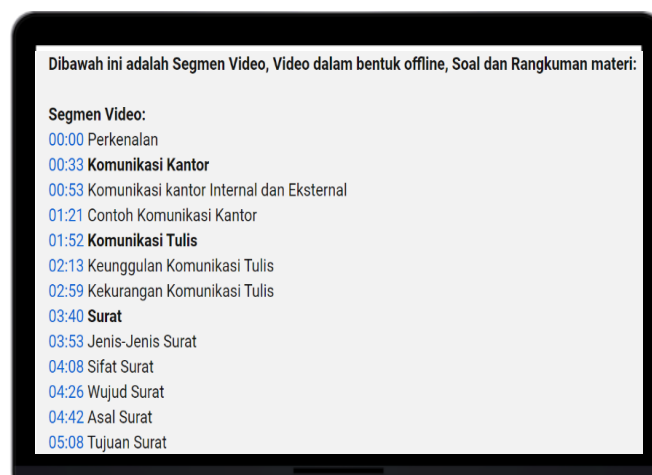 Dibawah ini adalah Segmen Video, Video dalam bentuk offline, Soal dan Rangkuman materi:
Segmen Video:
00:00 Perkenalan
00:33 Komunikasi Kantor
00:53 Komunikasi kantor Internal dan Eksternal
01:21 Contoh Komunikasi Kantor
01:52 Komunikasi Tulis
02:13 Keunggulan Komunikasi Tulis
02:59 Kekurangan Komunikasi Tulis
03:40 Surat
03:53 Jenis-Jenis Surat
04:08 Sifat Surat
04:26 Wujud Surat
04:42 Asal Surat
05:08 Tujuan Surat